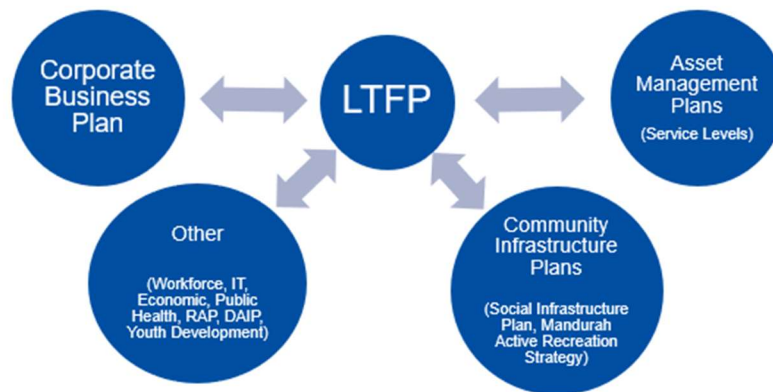 Corporate
Business
Plan
LTFP
Asset
Management
Plans
(Service Levels)
Other
(Workforce, IT,
Economic, Public
Health, RAP, DAIP,
Youth Development)
Community
Infrastructure
Plans
(Social Infrastructure
Plan, Mandurah
Active Recreation
Strategy)